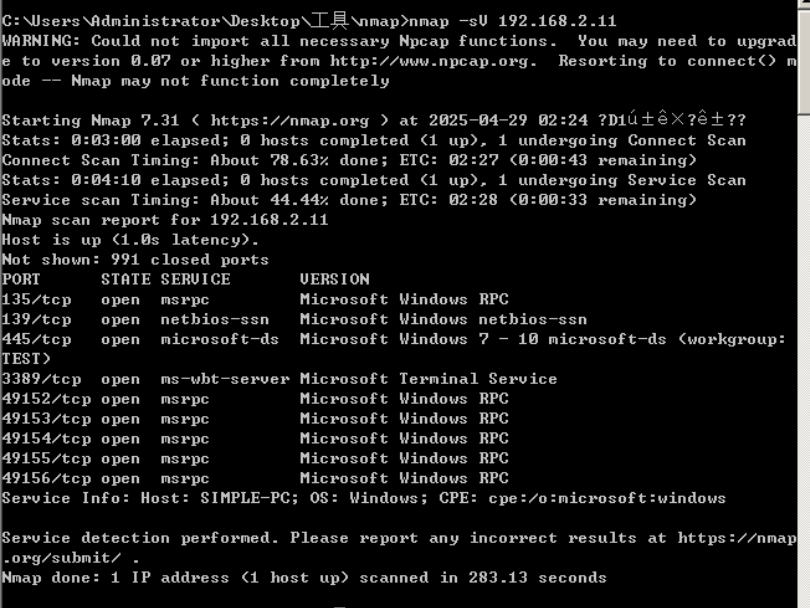 C:\Users\Administrator\Desktop\工具\nmap>nmap -sV 192.168.2.11
WARNING: Could not import all necessary Npcap functions.  You may need to upgrad
e to version 0.07 or higher from http://www.npcap.org.  Resorting to connect() m
ode -- Nmap may not function completely
Starting Nmap 7.31 ( https://nmap.org ) at 2025-04-29 02:24 ?D1ú±ê×?ê±??
Stats: 0:03:00 elapsed; 0 hosts completed (1 up), 1 undergoing Connect Scan
Connect Scan Timing: About 78.63% done; ETC: 02:27 (0:00:43 remaining)
Stats: 0:04:10 elapsed; 0 hosts completed (1 up), 1 undergoing Service Scan
Service scan Timing: About 44.44% done; ETC: 02:28 (0:00:33 remaining)
Nmap scan report for 192.168.2.11
Host is up (1.0s latency).
Not shown: 991 closed ports
PORT      STATE SERVICE       VERSION
135/tcp   open  msrpc         Microsoft Windows RPC
139/tcp   open  netbios-ssn   Microsoft Windows netbios-ssn
445/tcp   open  microsoft-ds  Microsoft Windows 7 - 10 microsoft-ds (workgroup:
TEST)
3389/tcp  open  ms-wbt-server Microsoft Terminal Service
49152/tcp open  msrpc         Microsoft Windows RPC
49153/tcp open  msrpc         Microsoft Windows RPC
49154/tcp open  msrpc         Microsoft Windows RPC
49155/tcp open  msrpc         Microsoft Windows RPC
49156/tcp open  msrpc         Microsoft Windows RPC
Service Info: Host: SIMPLE-PC; OS: Windows; CPE: cpe:/o:microsoft:windows
Service detection performed. Please report any incorrect results at https://nmap
.org/submit/ .
Nmap done: 1 IP address (1 host up) scanned in 283.13 seconds